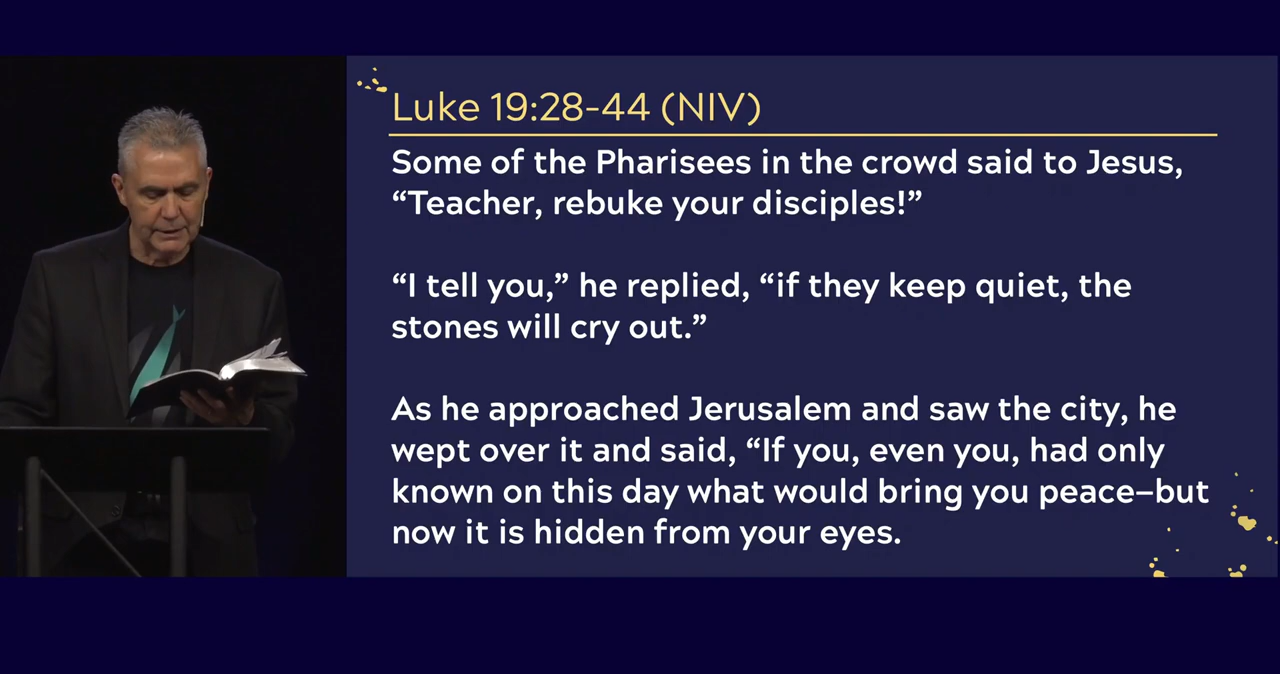 Luke 19:28-44 (NIV)
Some of the Pharisees in the crowd said to Jesus,
“Teacher, rebuke your disciples!”
“I tell you,” he replied, “if they keep quiet, the
stones will cry out.”
As he approached Jerusalem and saw the city, he
wept over it and said, “If you, even you, had only
known on this day what would bring you peace—but
now it is hidden from your eyes.